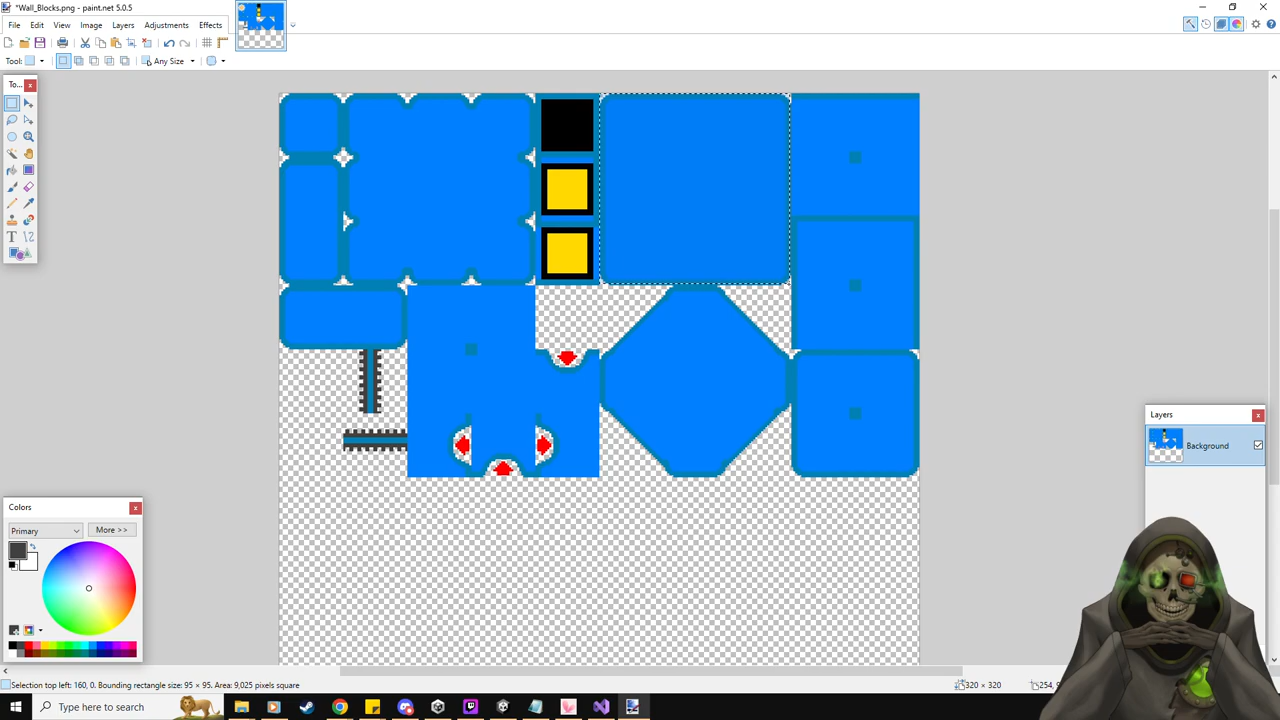 *Wall_Blocks.png - paint.net 5.0.5
File Edit View Image Layers Adjustments Effects
Tool: Any Size
To...
Layers
Background
Colors
Primary More >>
Selection top left: 160, 0. Bounding rectangle size: 95 × 95. Area: 9,025 pixels square 320 × 320
Type here to search